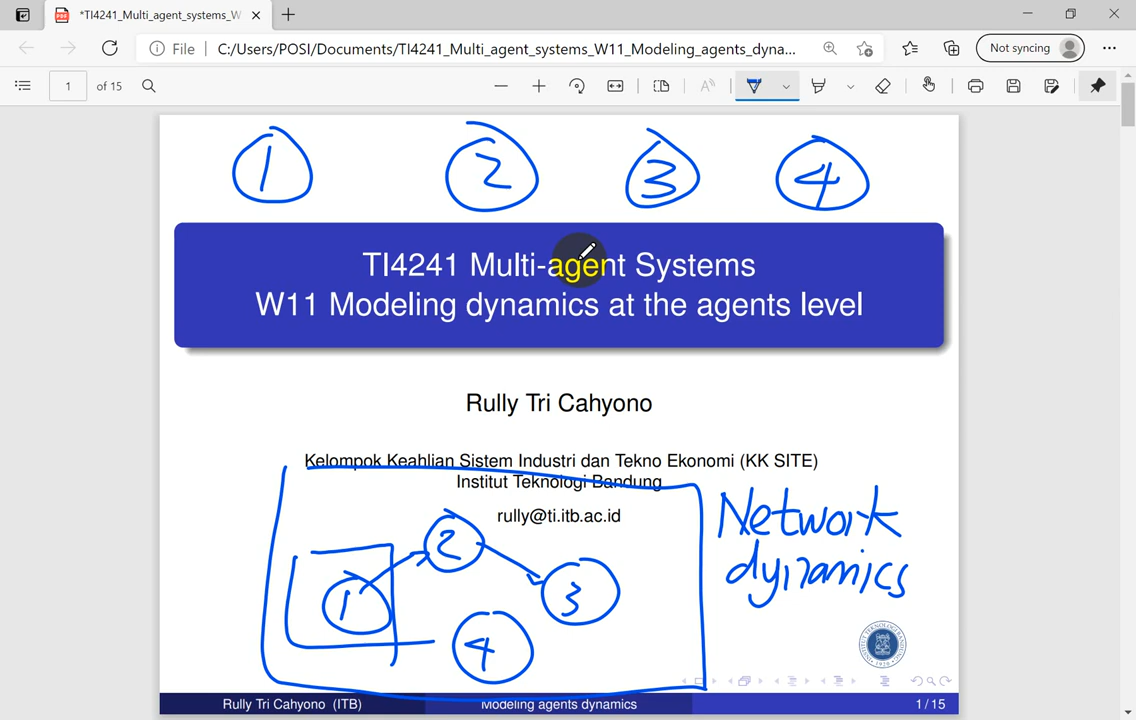 *TI4241_Multi_agent_systems_W
File
C:/Users/POSI/Documents/TI4241_Multi_agent_systems_W11_Modeling_agents_dyna...
Not syncing
1 of 15
1 2 3 4
TI4241 Multi-agent Systems
W11 Modeling dynamics at the agents level
Rully Tri Cahyono
Kelompok Keahlian Sistem Industri dan Tekno Ekonomi (KK SITE)
Institut Teknologi Bandung
rully@ti.itb.ac.id
Network
dynamics
2
1 3
4
Rully Tri Cahyono (ITB) Modeling agents dynamics 1 / 15